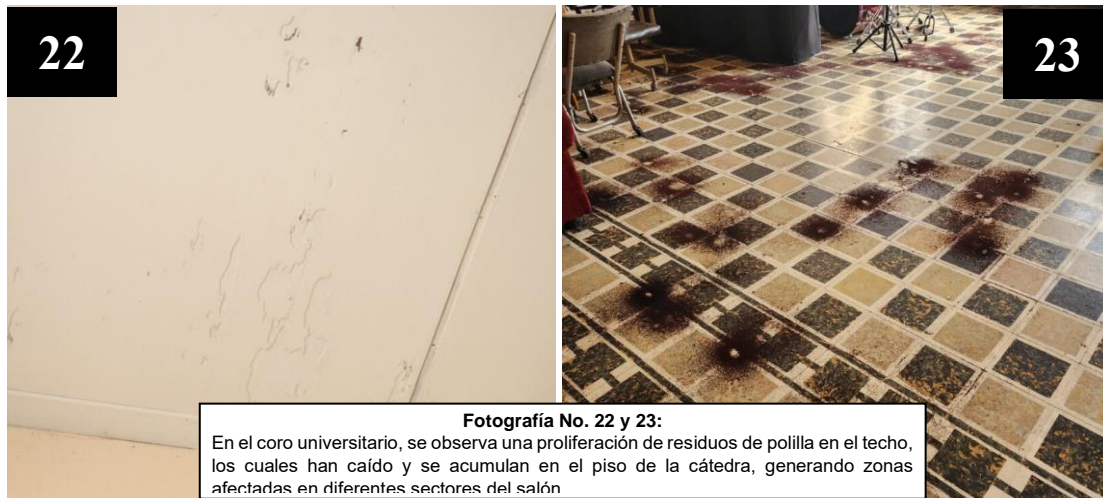 22
23
Fotografía No. 22 y 23:
En el coro universitario, se observa una proliferación de residuos de polilla en el techo,
los cuales han caído y se acumulan en el piso de la cátedra, generando zonas
afectadas en diferentes sectores del salón